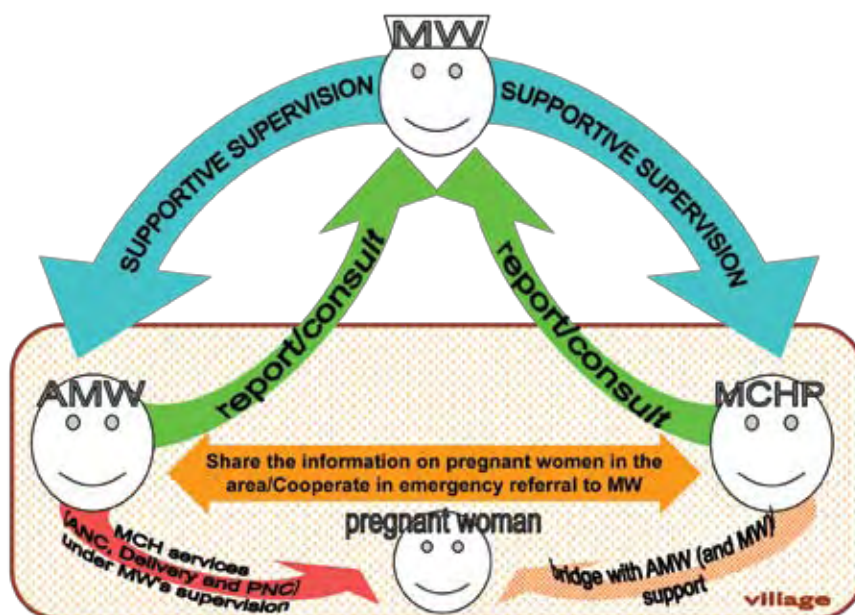 MW
SUPPORTIVE SUPERVISION
SUPPORTIVE SUPERVISION
report/consult
report/consult
AMW
MCHP
Share the information on pregnant women in the
area/Cooperate in emergency referral to MW
pregnant woman
MCH services
(ANC, Delivery and PNC)
under MW's supervision
bridge with AMW (and MW)
support
village